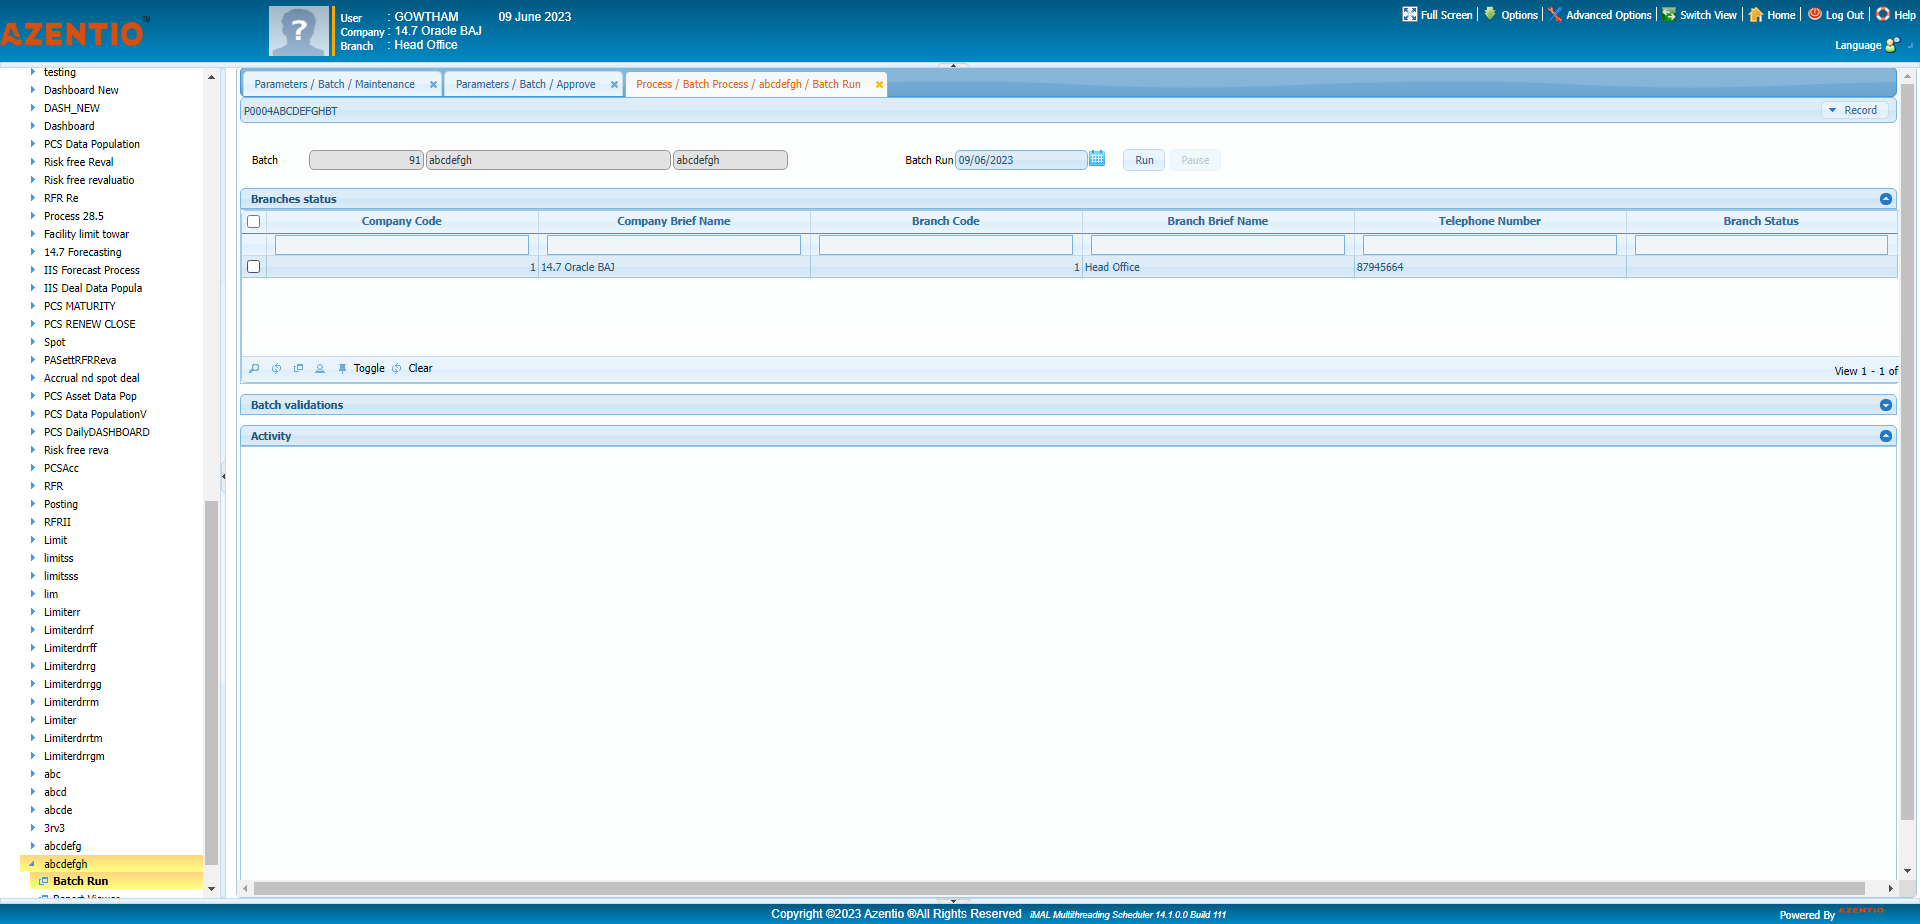 AZENTIO™
User : GOWTHAM 09 June 2023
Company : 14.7 Oracle BAJ
Branch : Head Office
Full Screen Options Advanced Options Switch View Home Log Out Help
Language
testing
Dashboard New
DASH_NEW
Dashboard
PCS Data Population
Risk free Reval
Risk free revaluatio
RFR Re
Process 28.5
Facility limit towar
14.7 Forecasting
IIS Forecast Process
IIS Deal Data Popula
PCS MATURITY
PCS RENEW CLOSE
Spot
PASettRFRReva
Accrual nd spot deal
PCS Asset Data Pop
PCS Data PopulationV
PCS DailyDASHBOARD
Risk free reva
PCSAcc
RFR
Posting
RFRII
Limit
limitss
limitsss
lim
Limiterr
Limiterdrrf
Limiterdrrff
Limiterdrrg
Limiterdrrgg
Limiterdrrm
Limiter
Limiterdrrtm
Limiterdrrgm
abc
abcd
abcde
3rv3
abcdefg
abcdefgh
Batch Run
Report Viewer
Parameters / Batch / Maintenance Parameters / Batch / Approve Process / Batch Process / abcdefgh / Batch Run
P0004ABCDEFGHBT Record
Batch 91 abcdefgh abcdefgh Batch Run 09/06/2023 Run Pause
Branches status
Company Code Company Brief Name Branch Code Branch Brief Name Telephone Number Branch Status
1 14.7 Oracle BAJ 1 Head Office 87945664
Toggle Clear View 1 - 1 of
Batch validations
Activity
Copyright ©2023 Azentio ®All Rights Reserved iMAL Multithreading Scheduler 14.1.0.0 Build 111
Powered By AZENTIO